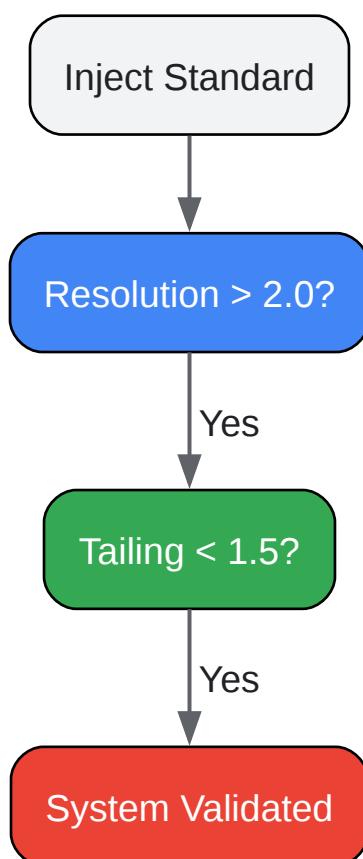 Inject Standard
Resolution > 2.0?
Yes
Tailing < 1.5?
Yes
System Validated